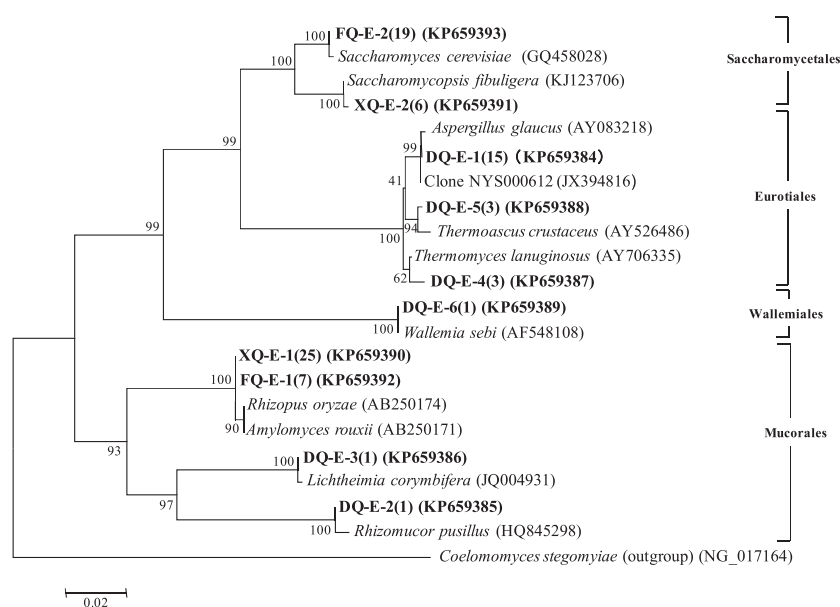 FQ-E-2(19) (KP659393)
100
Saccharomyces cerevisiae (GQ458028)
Saccharomycetales
100
Saccharomycopsis fibuligera (KJ123706)
100
XQ-E-2(6) (KP659391)
99
Aspergillus glaucus (AY083218)
99
DQ-E-1(15) (KP659384)
Clone NYS000612 (JX394816)
41
Eurotiales
DQ-E-5(3) (KP659388)
94
Thermoascus crustaceus (AY526486)
100
Thermomyces lanuginosus (AY706335)
62
DQ-E-4(3) (KP659387)
99
DQ-E-6(1) (KP659389)
Wallemiales
100
Wallemia sebi (AF548108)
XQ-E-1(25) (KP659390)
100
FQ-E-1(7) (KP659392)
Rhizopus oryzae (AB250174)
90
Amylomyces rouxii (AB250171)
Mucorales
93
100
DQ-E-3(1) (KP659386)
Lichtheimia corymbifera (JQ004931)
97
DQ-E-2(1) (KP659385)
100
Rhizomucor pusillus (HQ845298)
Coelomomyces stegomyiae (outgroup) (NG_017164)
0.02